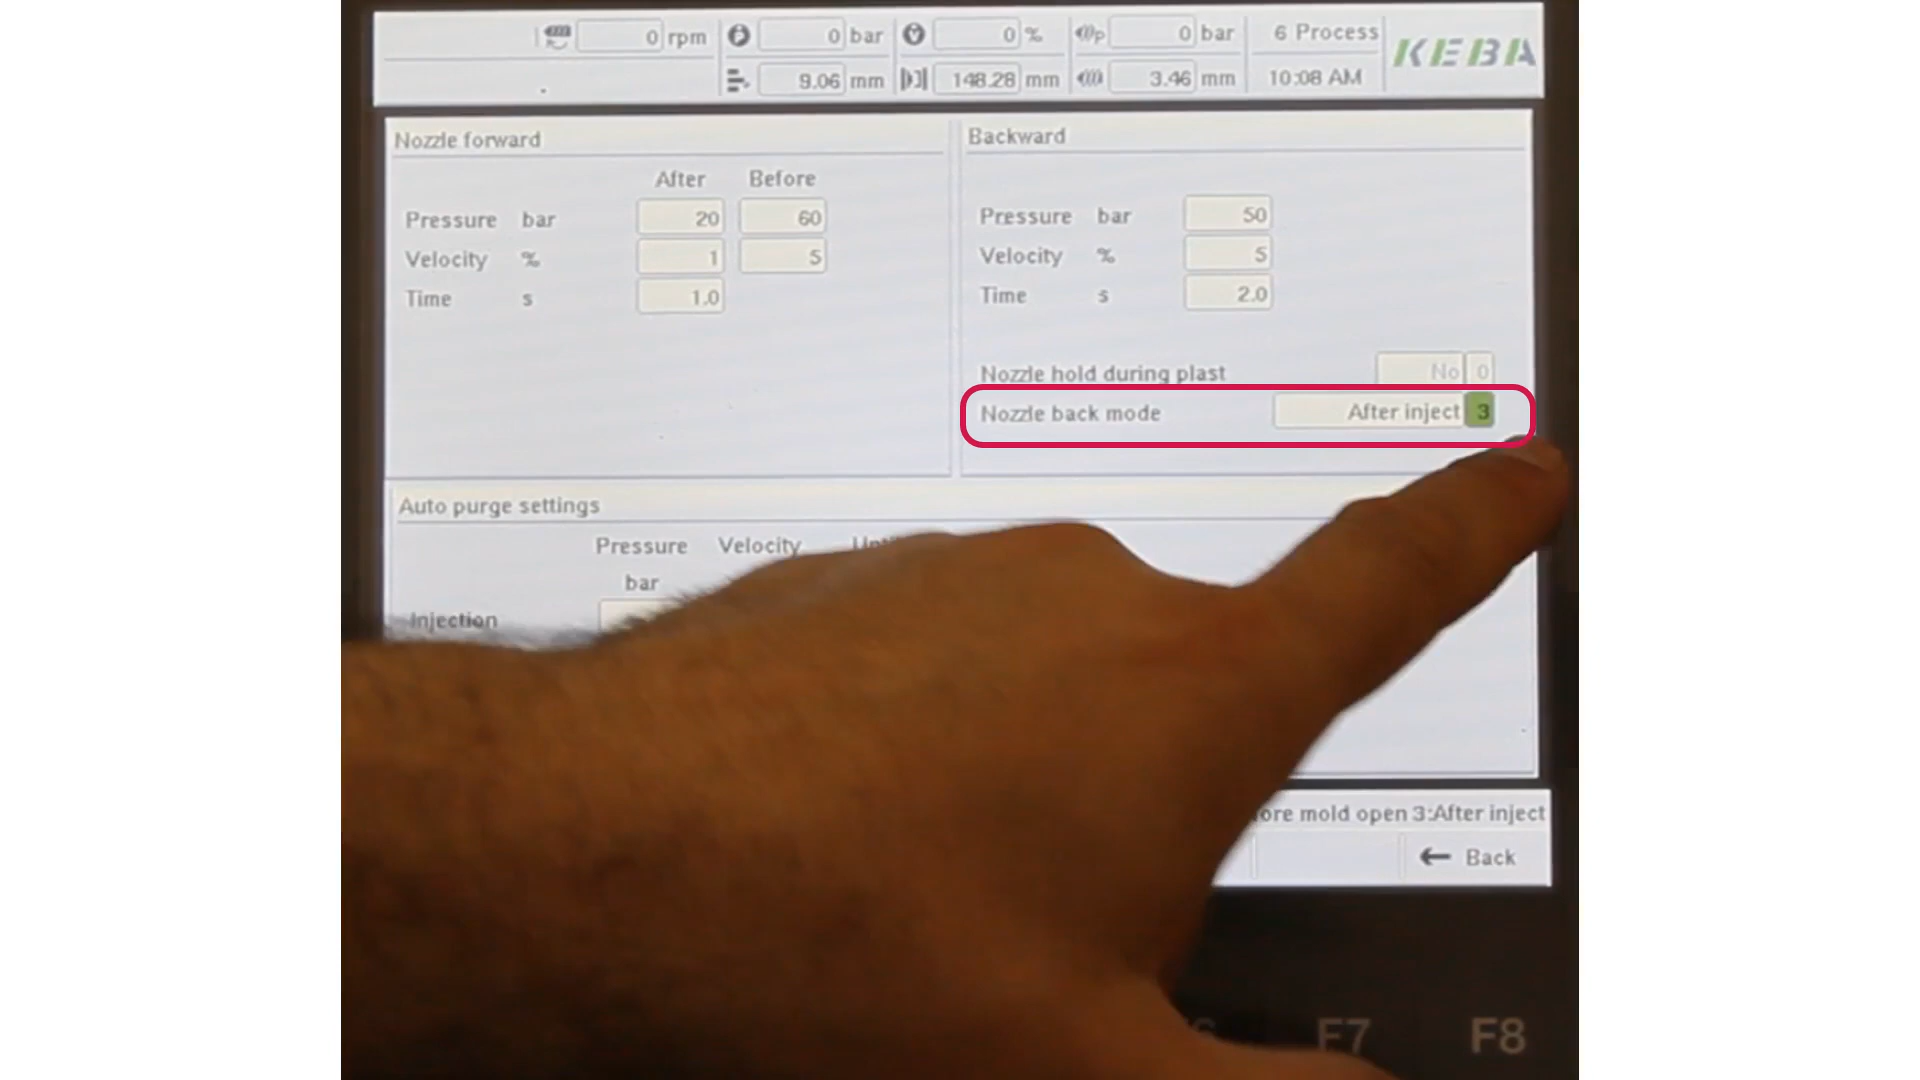 0 rpm 0 bar 0 % 0 bar 6 Process KEBA
9.06 mm 148.28 mm 3.46 mm 10:08 AM
Nozzle forward
After Before
Pressure bar 20 60
Velocity % 1 5
Time s 1.0
Backward
Pressure bar 50
Velocity % 5
Time s 2.0
Nozzle hold during plast No 0
Nozzle back mode After inject 3
Auto purge settings
Pressure Velocity
bar
Injection
mold open 3:After inject
Back
F7 F8